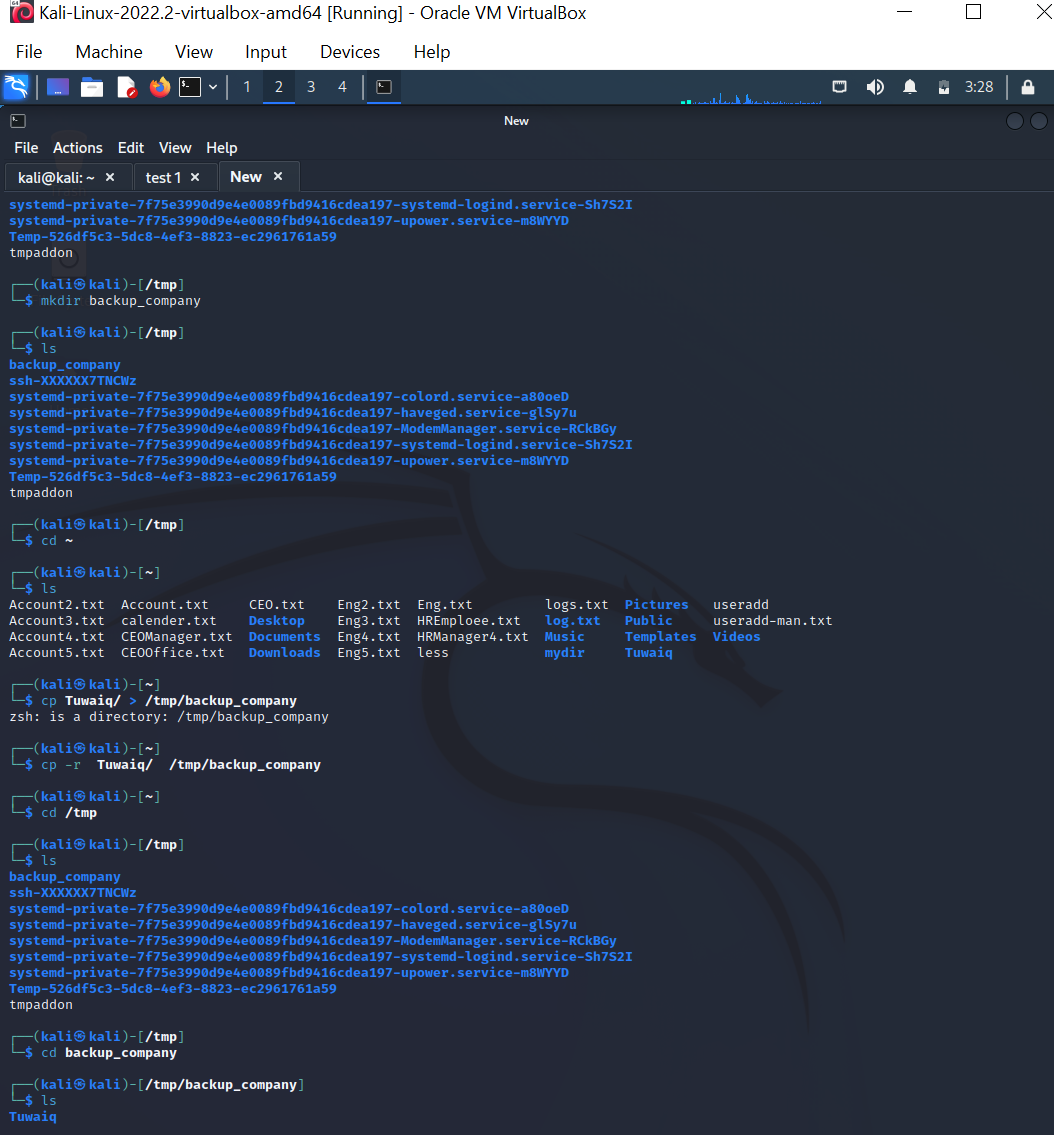 Kali-Linux-2022.2-virtualbox-amd64 [Running] - Oracle VM VirtualBox
File Machine View Input Devices Help
1 2 3 4 3:28
New
File Actions Edit View Help
kali@kali: ~ × test 1 × New ×
systemd-private-7f75e3990d9e4e0089fbd9416cdea197-systemd-logind.service-Sh7S2I
systemd-private-7f75e3990d9e4e0089fbd9416cdea197-upower.service-m8WYYD
Temp-526df5c3-5dc8-4ef3-8823-ec2961761a59
tmpaddon
┌──(kali㉿kali)-[/tmp]
└─$ mkdir backup_company
┌──(kali㉿kali)-[/tmp]
└─$ ls
backup_company
ssh-XXXXXX7TNCWz
systemd-private-7f75e3990d9e4e0089fbd9416cdea197-colord.service-a80oeD
systemd-private-7f75e3990d9e4e0089fbd9416cdea197-haveged.service-glSy7u
systemd-private-7f75e3990d9e4e0089fbd9416cdea197-ModemManager.service-RCkBGy
systemd-private-7f75e3990d9e4e0089fbd9416cdea197-systemd-logind.service-Sh7S2I
systemd-private-7f75e3990d9e4e0089fbd9416cdea197-upower.service-m8WYYD
Temp-526df5c3-5dc8-4ef3-8823-ec2961761a59
tmpaddon
┌──(kali㉿kali)-[/tmp]
└─$ cd ~
┌──(kali㉿kali)-[~]
└─$ ls
Account2.txt Account.txt CEO.txt Eng2.txt Eng.txt logs.txt Pictures useradd
Account3.txt calender.txt Desktop Eng3.txt HREmploee.txt log.txt Public useradd-man.txt
Account4.txt CEOManager.txt Documents Eng4.txt HRManager4.txt Music Templates Videos
Account5.txt CEOOffice.txt Downloads Eng5.txt less mydir Tuwaiq
┌──(kali㉿kali)-[~]
└─$ cp Tuwaiq/ > /tmp/backup_company
zsh: is a directory: /tmp/backup_company
┌──(kali㉿kali)-[~]
└─$ cp -r Tuwaiq/ /tmp/backup_company
┌──(kali㉿kali)-[~]
└─$ cd /tmp
┌──(kali㉿kali)-[/tmp]
└─$ ls
backup_company
ssh-XXXXXX7TNCWz
systemd-private-7f75e3990d9e4e0089fbd9416cdea197-colord.service-a80oeD
systemd-private-7f75e3990d9e4e0089fbd9416cdea197-haveged.service-glSy7u
systemd-private-7f75e3990d9e4e0089fbd9416cdea197-ModemManager.service-RCkBGy
systemd-private-7f75e3990d9e4e0089fbd9416cdea197-systemd-logind.service-Sh7S2I
systemd-private-7f75e3990d9e4e0089fbd9416cdea197-upower.service-m8WYYD
Temp-526df5c3-5dc8-4ef3-8823-ec2961761a59
tmpaddon
┌──(kali㉿kali)-[/tmp]
└─$ cd backup_company
┌──(kali㉿kali)-[/tmp/backup_company]
└─$ ls
Tuwaiq